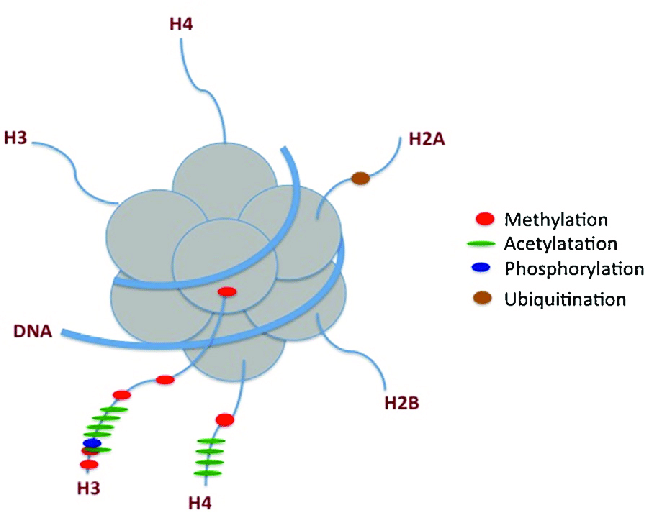 H4
H3
H2A
Methylation
Acetylatation
Phosphorylation
Ubiquitination
DNA
H2B
H3
H4